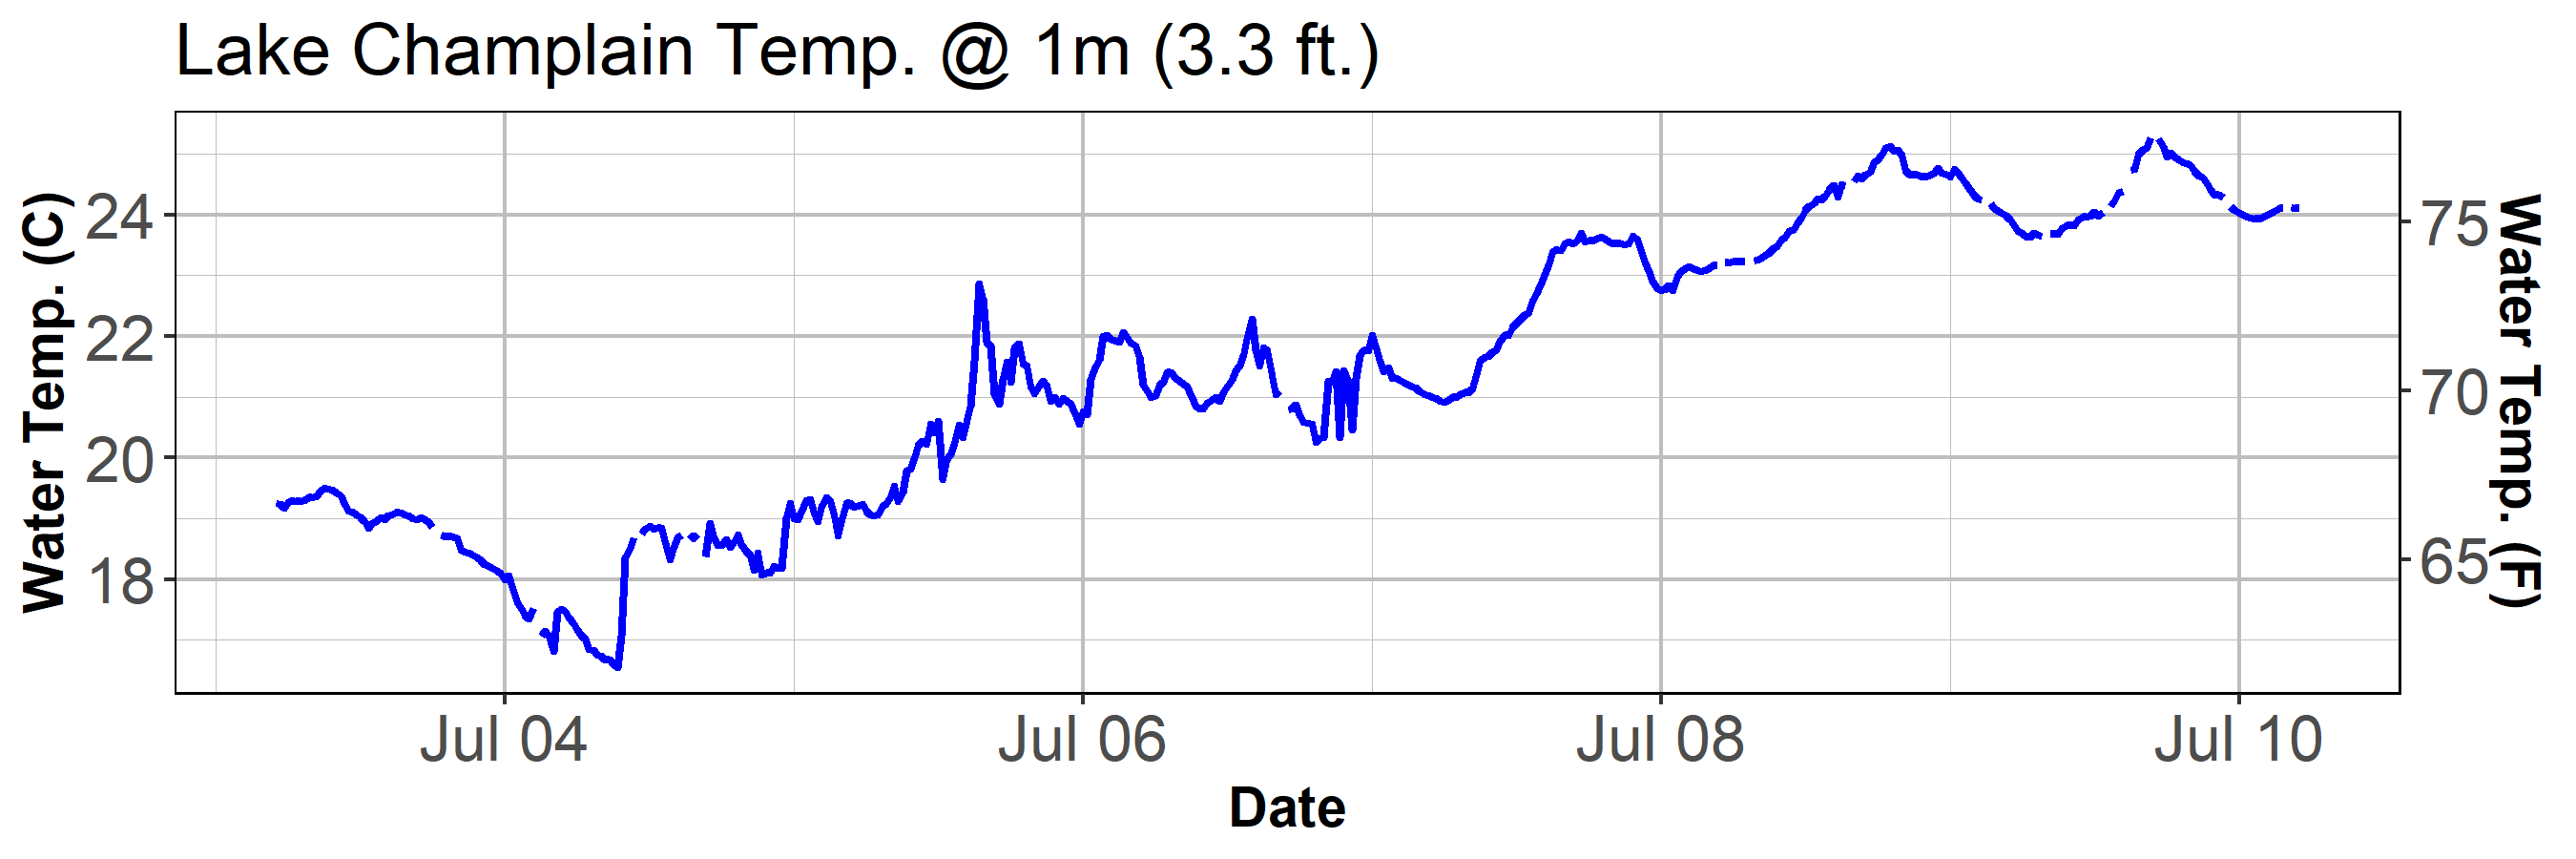 Lake Champlain Temp. @ 1m (3.3 ft.)
Water Temp. (C)
24
22
20
18
75
70
65
Water Temp. (F)
Jul 04 Jul 06 Jul 08 Jul 10
Date